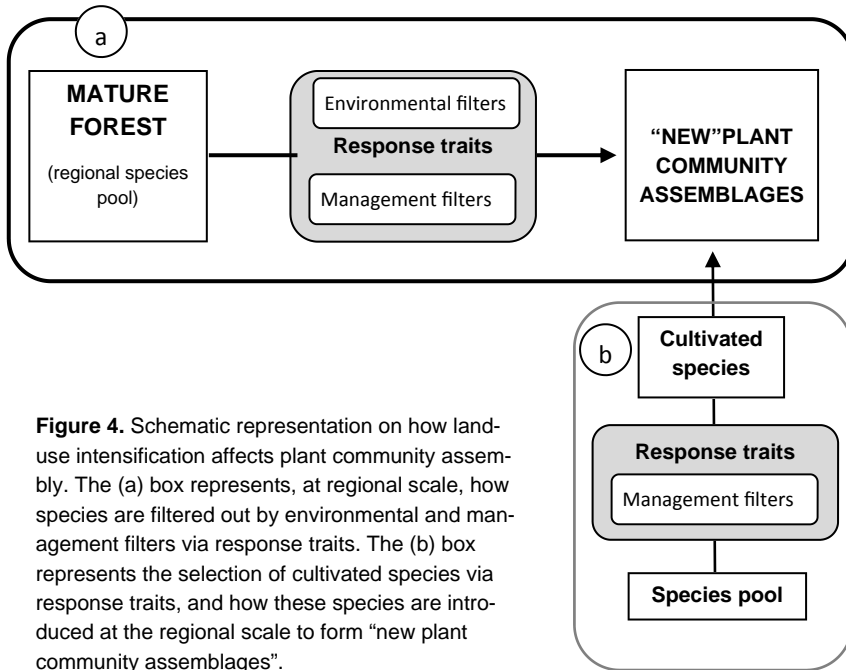 a
MATURE
FOREST
(regional species
pool)
Environmental filters
Response traits
Management filters
“NEW”PLANT
COMMUNITY
ASSEMBLAGES
b
Cultivated
species
Response traits
Management filters
Species pool
Figure 4. Schematic representation on how land-
use intensification affects plant community assem-
bly. The (a) box represents, at regional scale, how
species are filtered out by environmental and man-
agement filters via response traits. The (b) box
represents the selection of cultivated species via
response traits, and how these species are intro-
duced at the regional scale to form “new plant
community assemblages”.